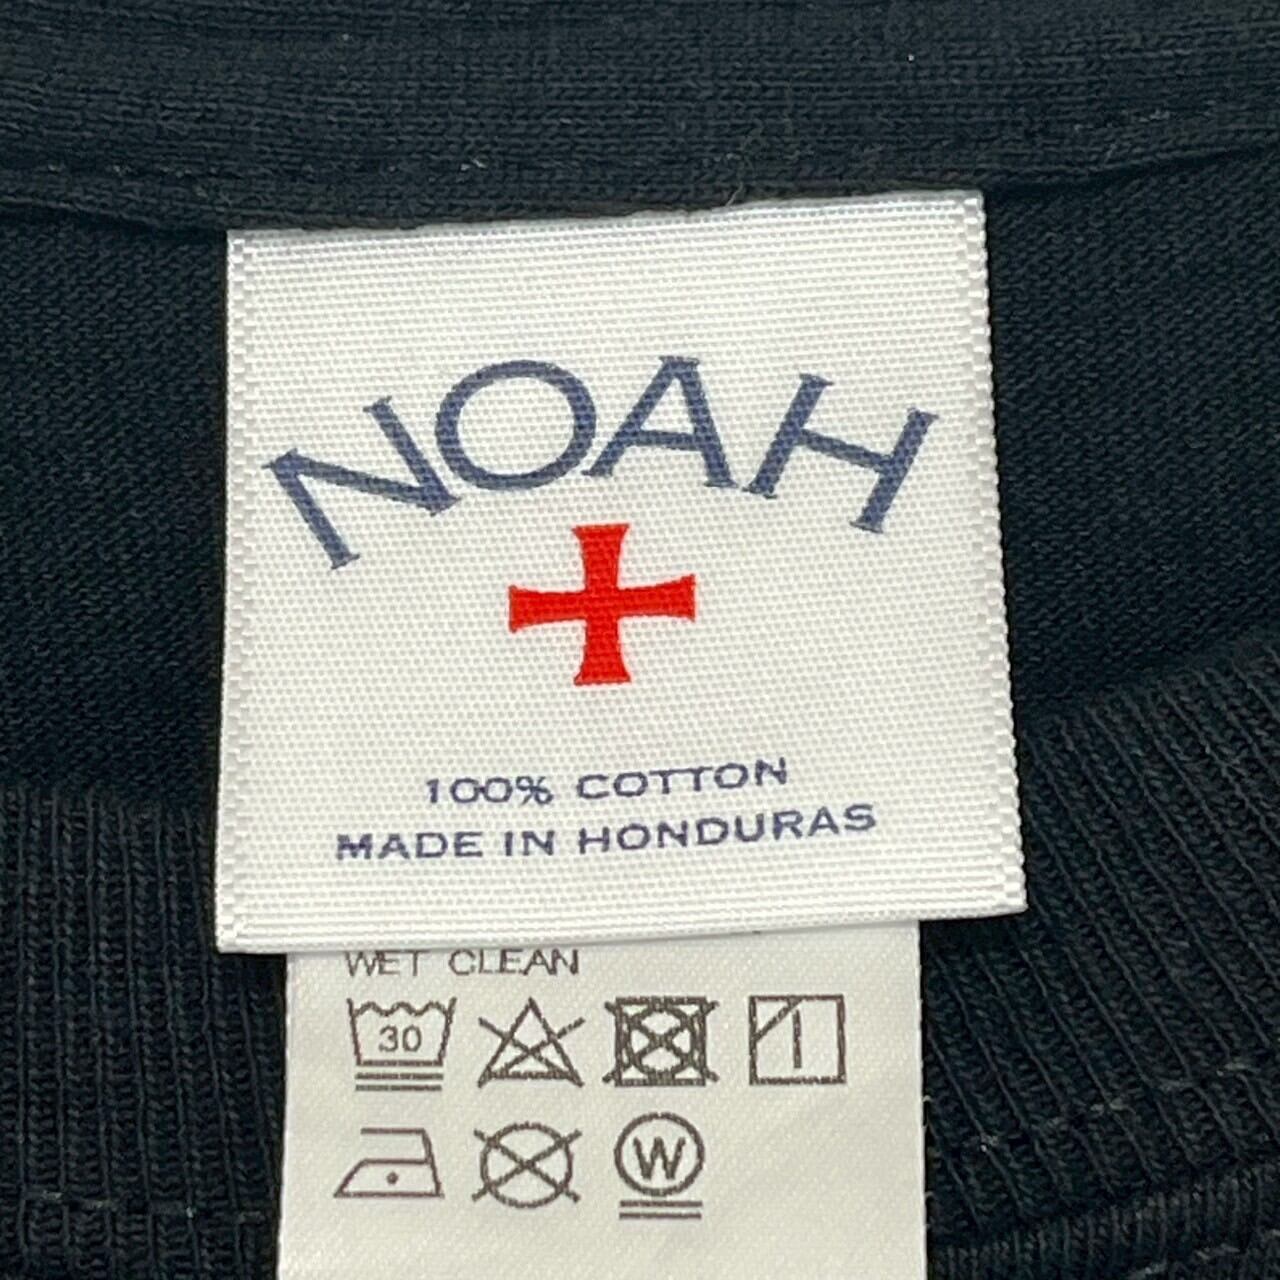 NOAH
100% COTTON
MADE IN HONDURAS
WET CLEAN
30
W